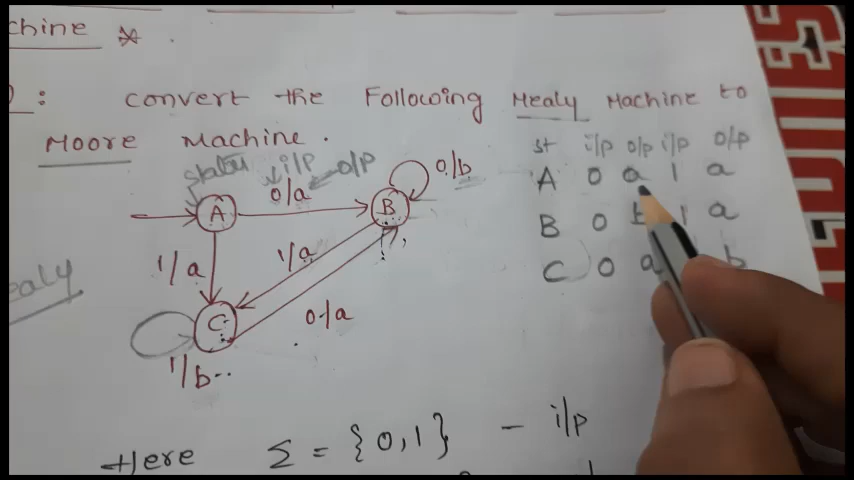 chine *.
: Convert the Following Mealy Machine to
Moore Machine.
states i/p o/p
0/a
0/b
A
B
1/a
1/a
C
0/a
1/b
ealy
st i/p o/p i/p o/p
A 0 a 1 a
B 0 b 1 a
C 0 a b
Here Σ = {0,1} - i/p